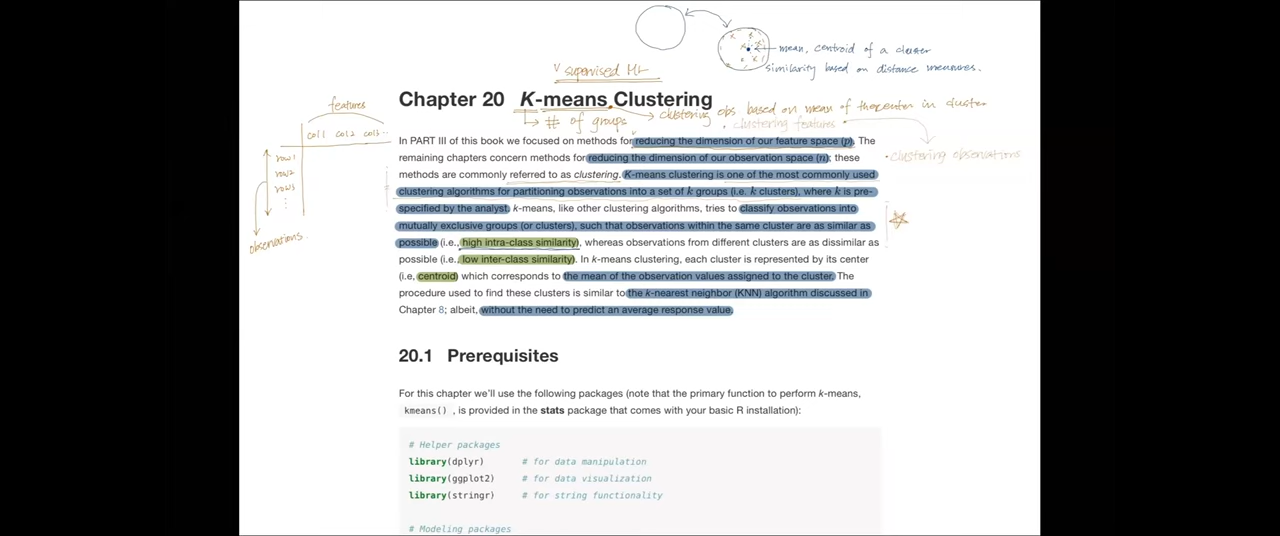 mean, centroid of a cluster
similarity based on distance measures.
supervised ML
Chapter 20 K-means Clustering
features
clustering obs based on mean of the center in cluster
# of groups
clustering features
col1 col2 col3..
In PART III of this book we focused on methods for reducing the dimension of our feature space (p). The
remaining chapters concern methods for reducing the dimension of our observation space (n); these
clustering observations
row1
methods are commonly referred to as clustering. K-means clustering is one of the most commonly used
row2
clustering algorithms for partitioning observations into a set of k groups (i.e. k clusters), where k is pre-
row3
specified by the analyst. k-means, like other clustering algorithms, tries to classify observations into
mutually exclusive groups (or clusters), such that observations within the same cluster are as similar as
observations.
possible (i.e., high intra-class similarity), whereas observations from different clusters are as dissimilar as
possible (i.e., low inter-class similarity). In k-means clustering, each cluster is represented by its center
(i.e, centroid) which corresponds to the mean of the observation values assigned to the cluster. The
procedure used to find these clusters is similar to the k-nearest neighbor (KNN) algorithm discussed in
Chapter 8; albeit, without the need to predict an average response value.
20.1 Prerequisites
For this chapter we'll use the following packages (note that the primary function to perform k-means,
kmeans() , is provided in the stats package that comes with your basic R installation):
# Helper packages
library(dplyr) # for data manipulation
library(ggplot2) # for data visualization
library(stringr) # for string functionality
# Modeling packages